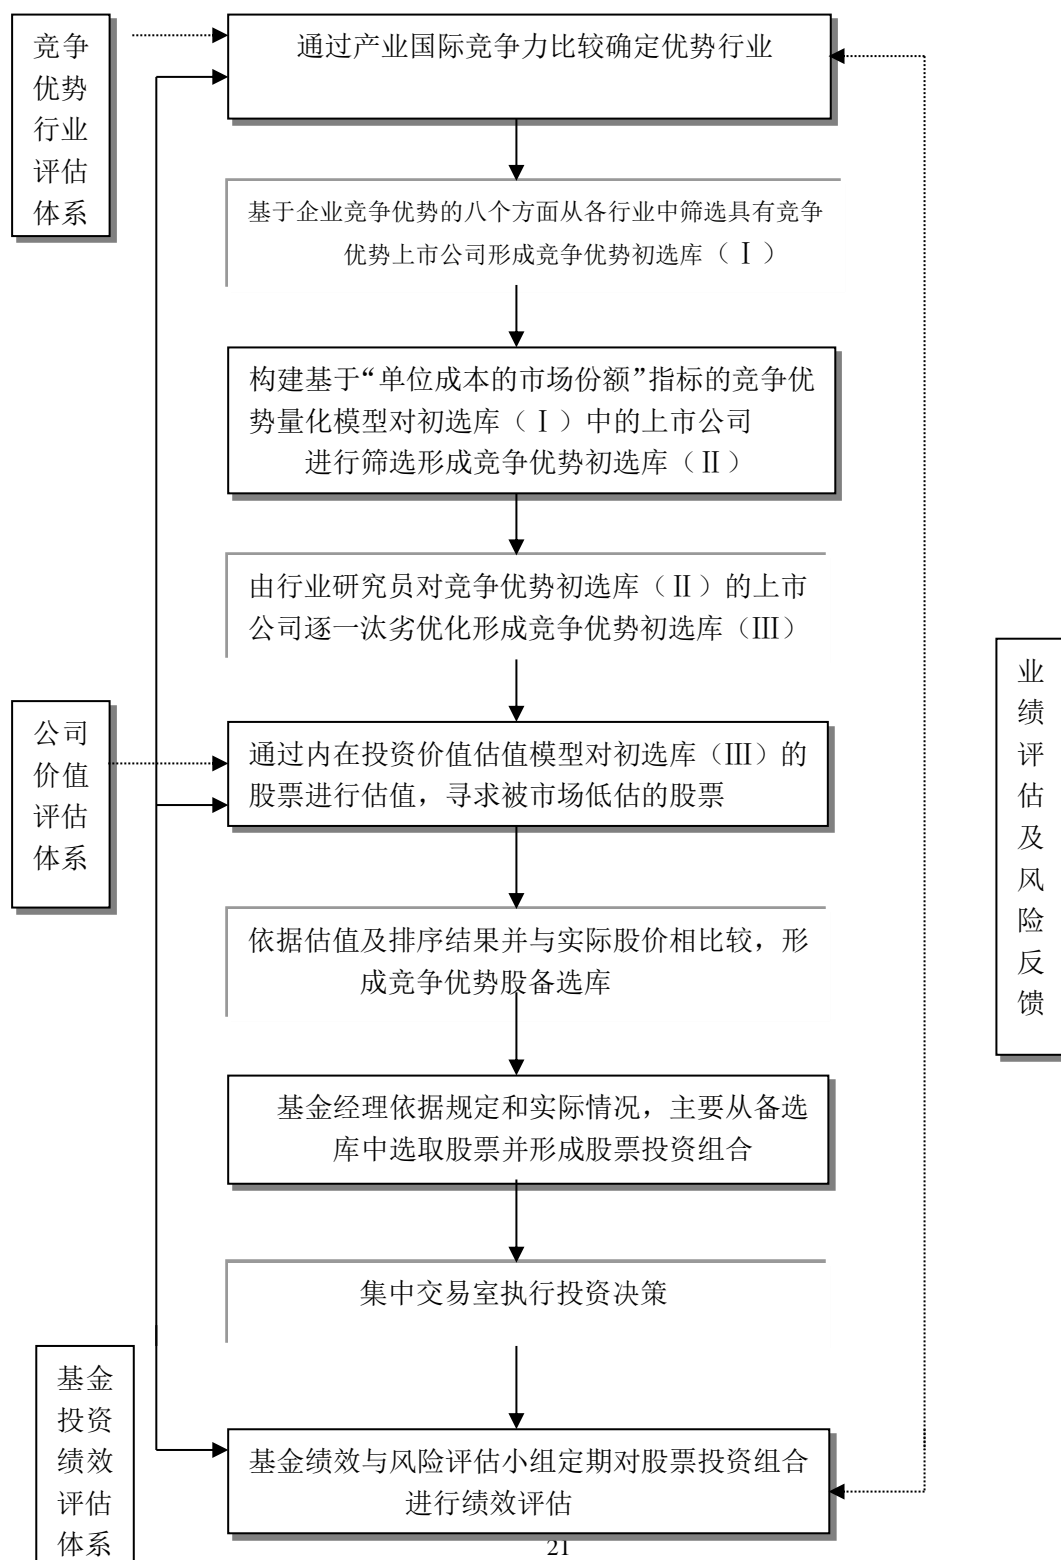 竞争
优势
行业
评估
体系
通过产业国际竞争力比较确定优势行业
基于企业竞争优势的八个方面从各行业中筛选具有竞争
优势上市公司形成竞争优势初选库（Ⅰ）
构建基于“单位成本的市场份额”指标的竞争优
势量化模型对初选库（Ⅰ）中的上市公司
进行筛选形成竞争优势初选库（Ⅱ）
由行业研究员对竞争优势初选库（Ⅱ）的上市
公司逐一汰劣优化形成竞争优势初选库（Ⅲ）
公司
价值
评估
体系
通过内在投资价值估值模型对初选库（Ⅲ）的
股票进行估值，寻求被市场低估的股票
业
绩
评
估
及
风
险
反
馈
依据估值及排序结果并与实际股价相比较，形
成竞争优势股备选库
基金经理依据规定和实际情况，主要从备选
库中选取股票并形成股票投资组合
集中交易室执行投资决策
基金
投资
绩效
评估
体系
基金绩效与风险评估小组定期对股票投资组合
进行绩效评估
21